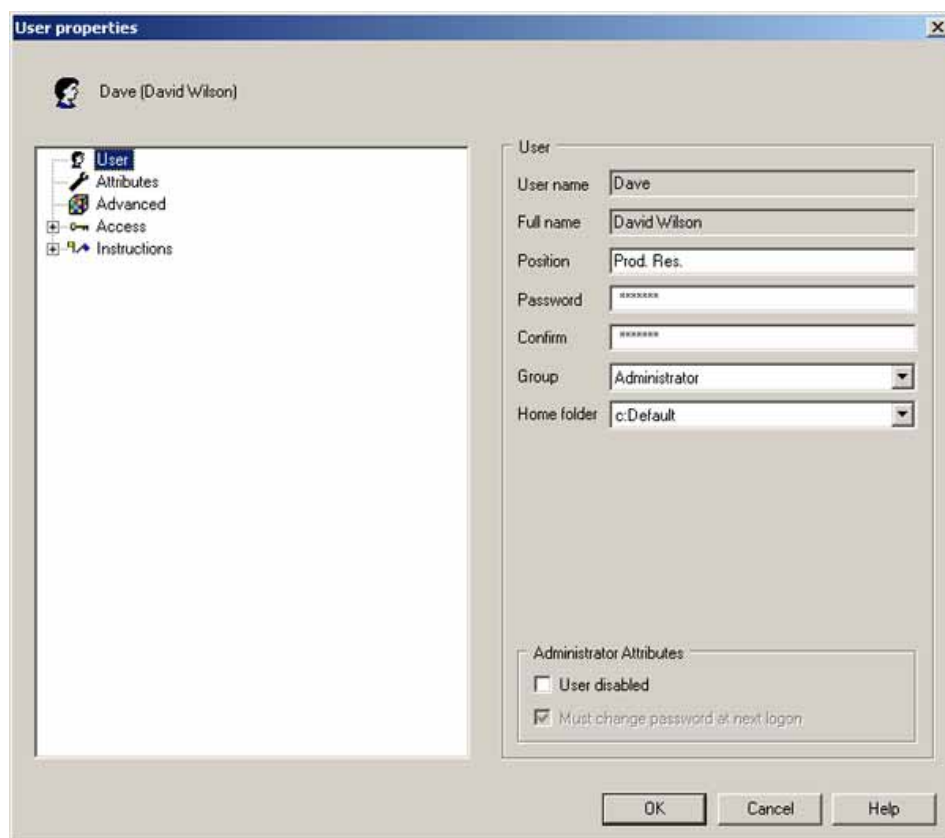 User properties
Dave (David Wilson)
User
Attributes
Advanced
Access
Instructions
User
User name Dave
Full name David Wilson
Position Prod. Res.
Password *******
Confirm *******
Group Administrator
Home folder c:Default
Administrator Attributes
User disabled
Must change password at next logon
OK Cancel Help